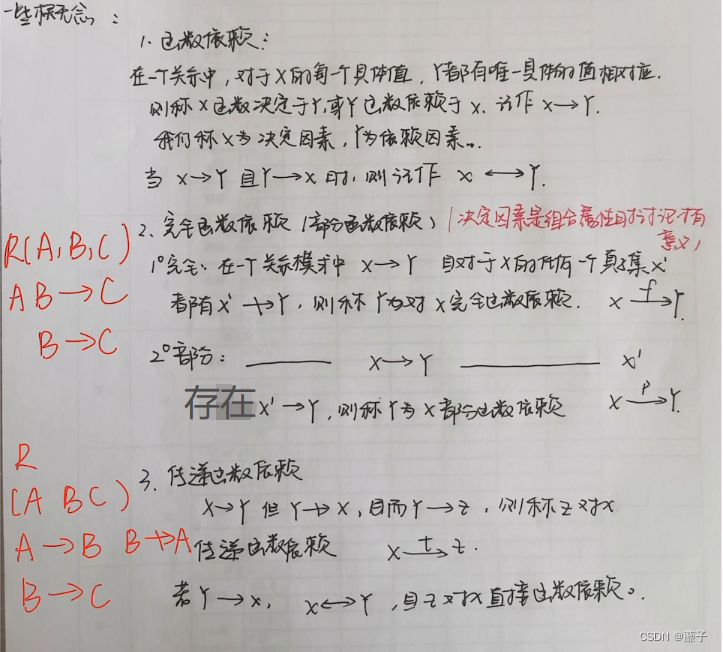 一些概念：
1. 函数依赖：
在一个关系中，对于X的每一个具体值，Y都有唯一具体的值相对应.
则称X函数决定于Y,或Y函数依赖于X. 记作 X→Y.
我们称X为决定因素，Y为依赖因素。
当 X→Y 且Y→X时，则记作 X ↔ Y.
2. 完全函数依赖（部分函数依赖）（决定因素是组合属性时讨论才有
意义）
R(A,B,C)
1° 完全：在一个关系模式中 X→Y 且对于X的任何一个真子集X'
AB→C
都有X'↛Y，则称Y为对X完全函数依赖. X —f→ Y.
B→C
2° 部分：——— X→Y ——— X'
存在 X'→Y，则称Y为X部分函数依赖 X —p→ Y.
R
(A B C)
3. 传递函数依赖
X→Y 但 Y↛X，且而Y→Z，则称Z对X
A→B B↛A
传递函数依赖 X —t→ Z.
B→C
若Y→X， X↔Y，且Z对X直接函数依赖。
CSDN @藤子